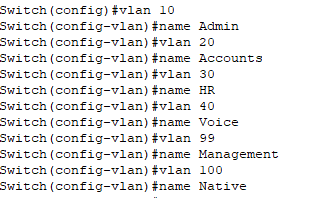 Switch(config)#vlan 10
Switch(config-vlan)#name Admin
Switch(config-vlan)#vlan 20
Switch(config-vlan)#name Accounts
Switch(config-vlan)#vlan 30
Switch(config-vlan)#name HR
Switch(config-vlan)#vlan 40
Switch(config-vlan)#name Voice
Switch(config-vlan)#vlan 99
Switch(config-vlan)#name Management
Switch(config-vlan)#vlan 100
Switch(config-vlan)#name Native